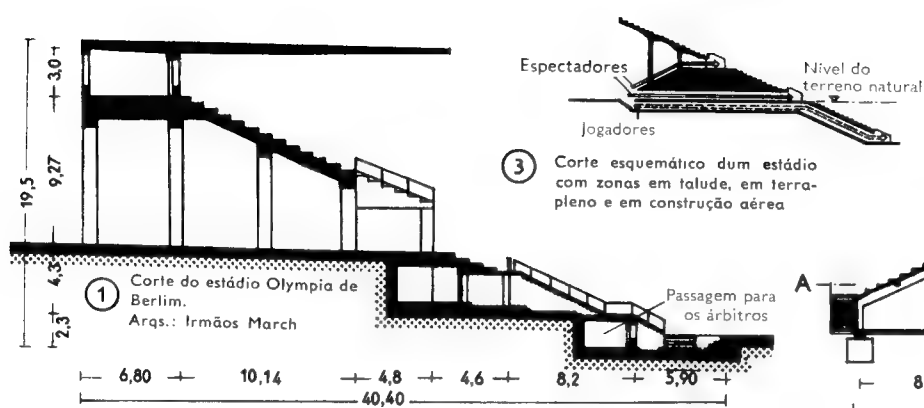 3,0
9,27
19,5
4,3
2,3
1 Corte do estádio Olympia de
Berlim.
Arqs.: Irmãos March
Passagem para
os árbitros
6,80 10,14 4,8 4,6 8,2 5,90
40,40
Espectadores
Nível do
terreno natural
Jogadores
3 Corte esquemático dum estádio
com zonas em talude, em terra-
pleno e em construção aérea
A
8